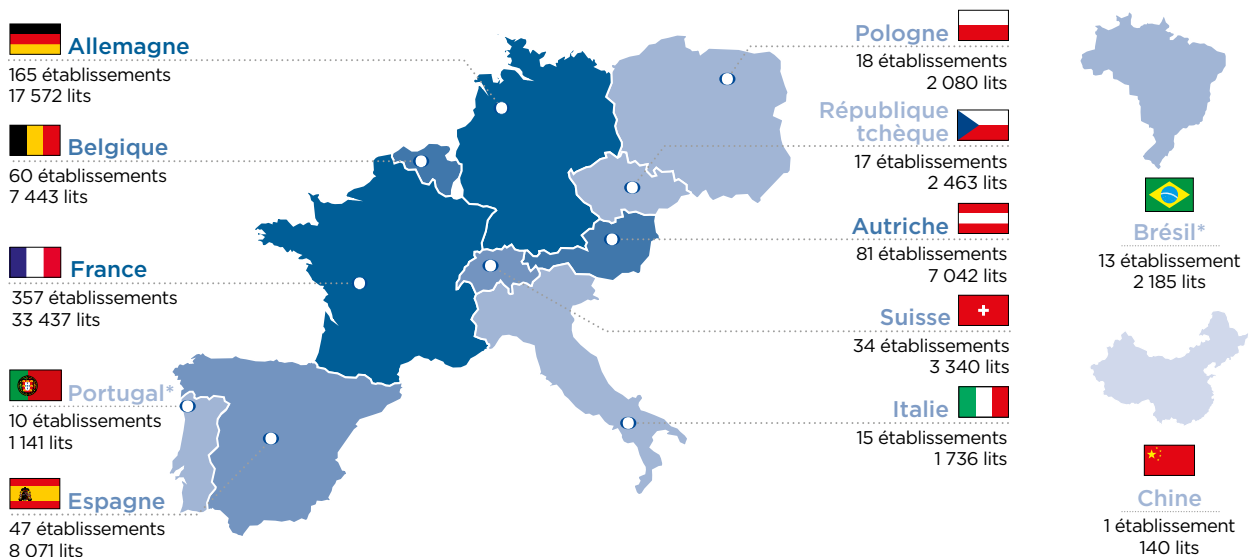 Allemagne
165 établissements
17 572 lits
Belgique
60 établissements
7 443 lits
France
357 établissements
33 437 lits
Portugal*
10 établissements
1 141 lits
Espagne
47 établissements
8 071 lits
Pologne
18 établissements
2 080 lits
République
tchèque
17 établissements
2 463 lits
Autriche
81 établissements
7 042 lits
Suisse
34 établissements
3 340 lits
Italie
15 établissements
1 736 lits
Brésil*
13 établissement
2 185 lits
Chine
1 établissement
140 lits